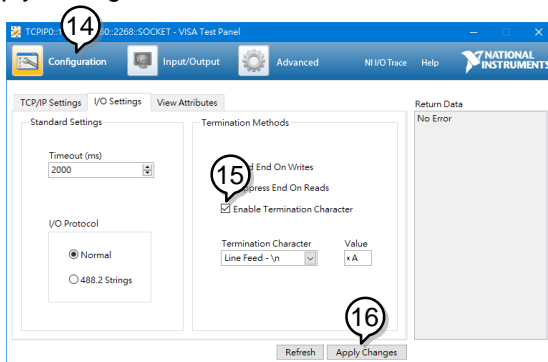 TCPIP0::1 60::2268::SOCKET - VISA Test Panel
14
Configuration Input/Output Advanced NI I/O Trace Help NATIONAL INSTRUMENTS
TCP/IP Settings I/O Settings View Attributes Return Data
Standard Settings Termination Methods No Error
Timeout (ms)
2000
End On Writes
15
Suppress End On Reads
Enable Termination Character
I/O Protocol
Termination Character Value
Normal
Line Feed - \n x A
488.2 Strings
16
Refresh Apply Changes